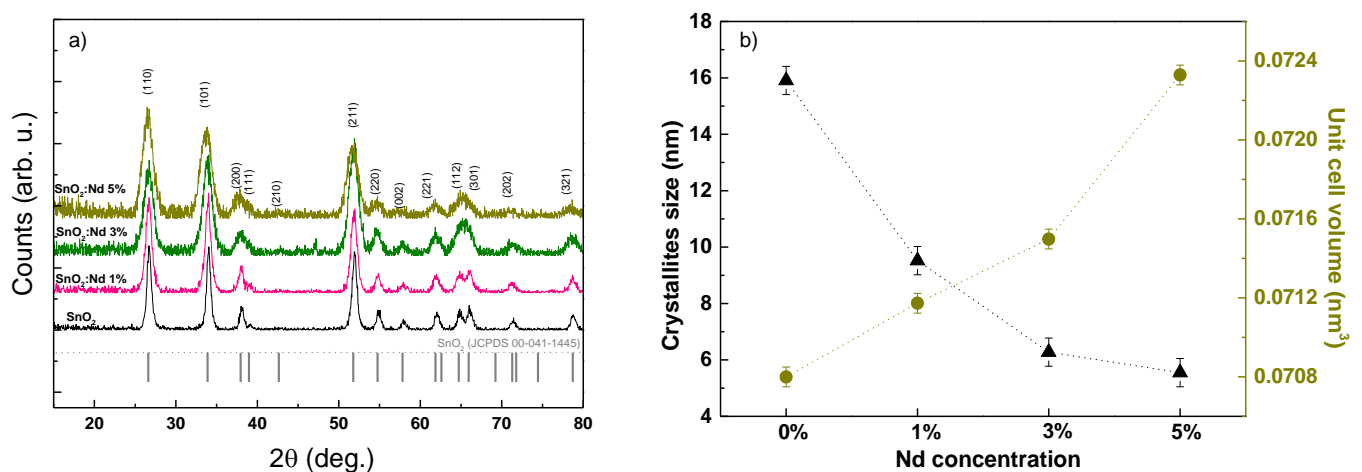 a)
Counts (arb. u.)
(110)
(101)
(200)
(111)
(210)
(211)
(220)
(002)
(221)
(112)
(301)
(202)
(321)
SnO₂:Nd 5%
SnO₂:Nd 3%
SnO₂:Nd 1%
SnO₂
SnO₂ (JCPDS 00-041-1445)
20 30 40 50 60 70 80
2θ (deg.)
b)
Crystallites size (nm)
18
16
14
12
10
8
6
4
0% 1% 3% 5%
Nd concentration
0.0724
0.0720
0.0716
0.0712
0.0708
Unit cell volume (nm³)